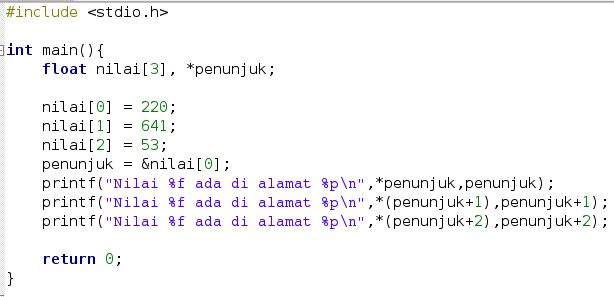 #include <stdio.h>
int main(){
float nilai[3], *penunjuk;
nilai[0] = 220;
nilai[1] = 641;
nilai[2] = 53;
penunjuk = &nilai[0];
printf("Nilai %f ada di alamat %p\n",*penunjuk,penunjuk);
printf("Nilai %f ada di alamat %p\n",*(penunjuk+1),penunjuk+1);
printf("Nilai %f ada di alamat %p\n",*(penunjuk+2),penunjuk+2);
return 0;
}